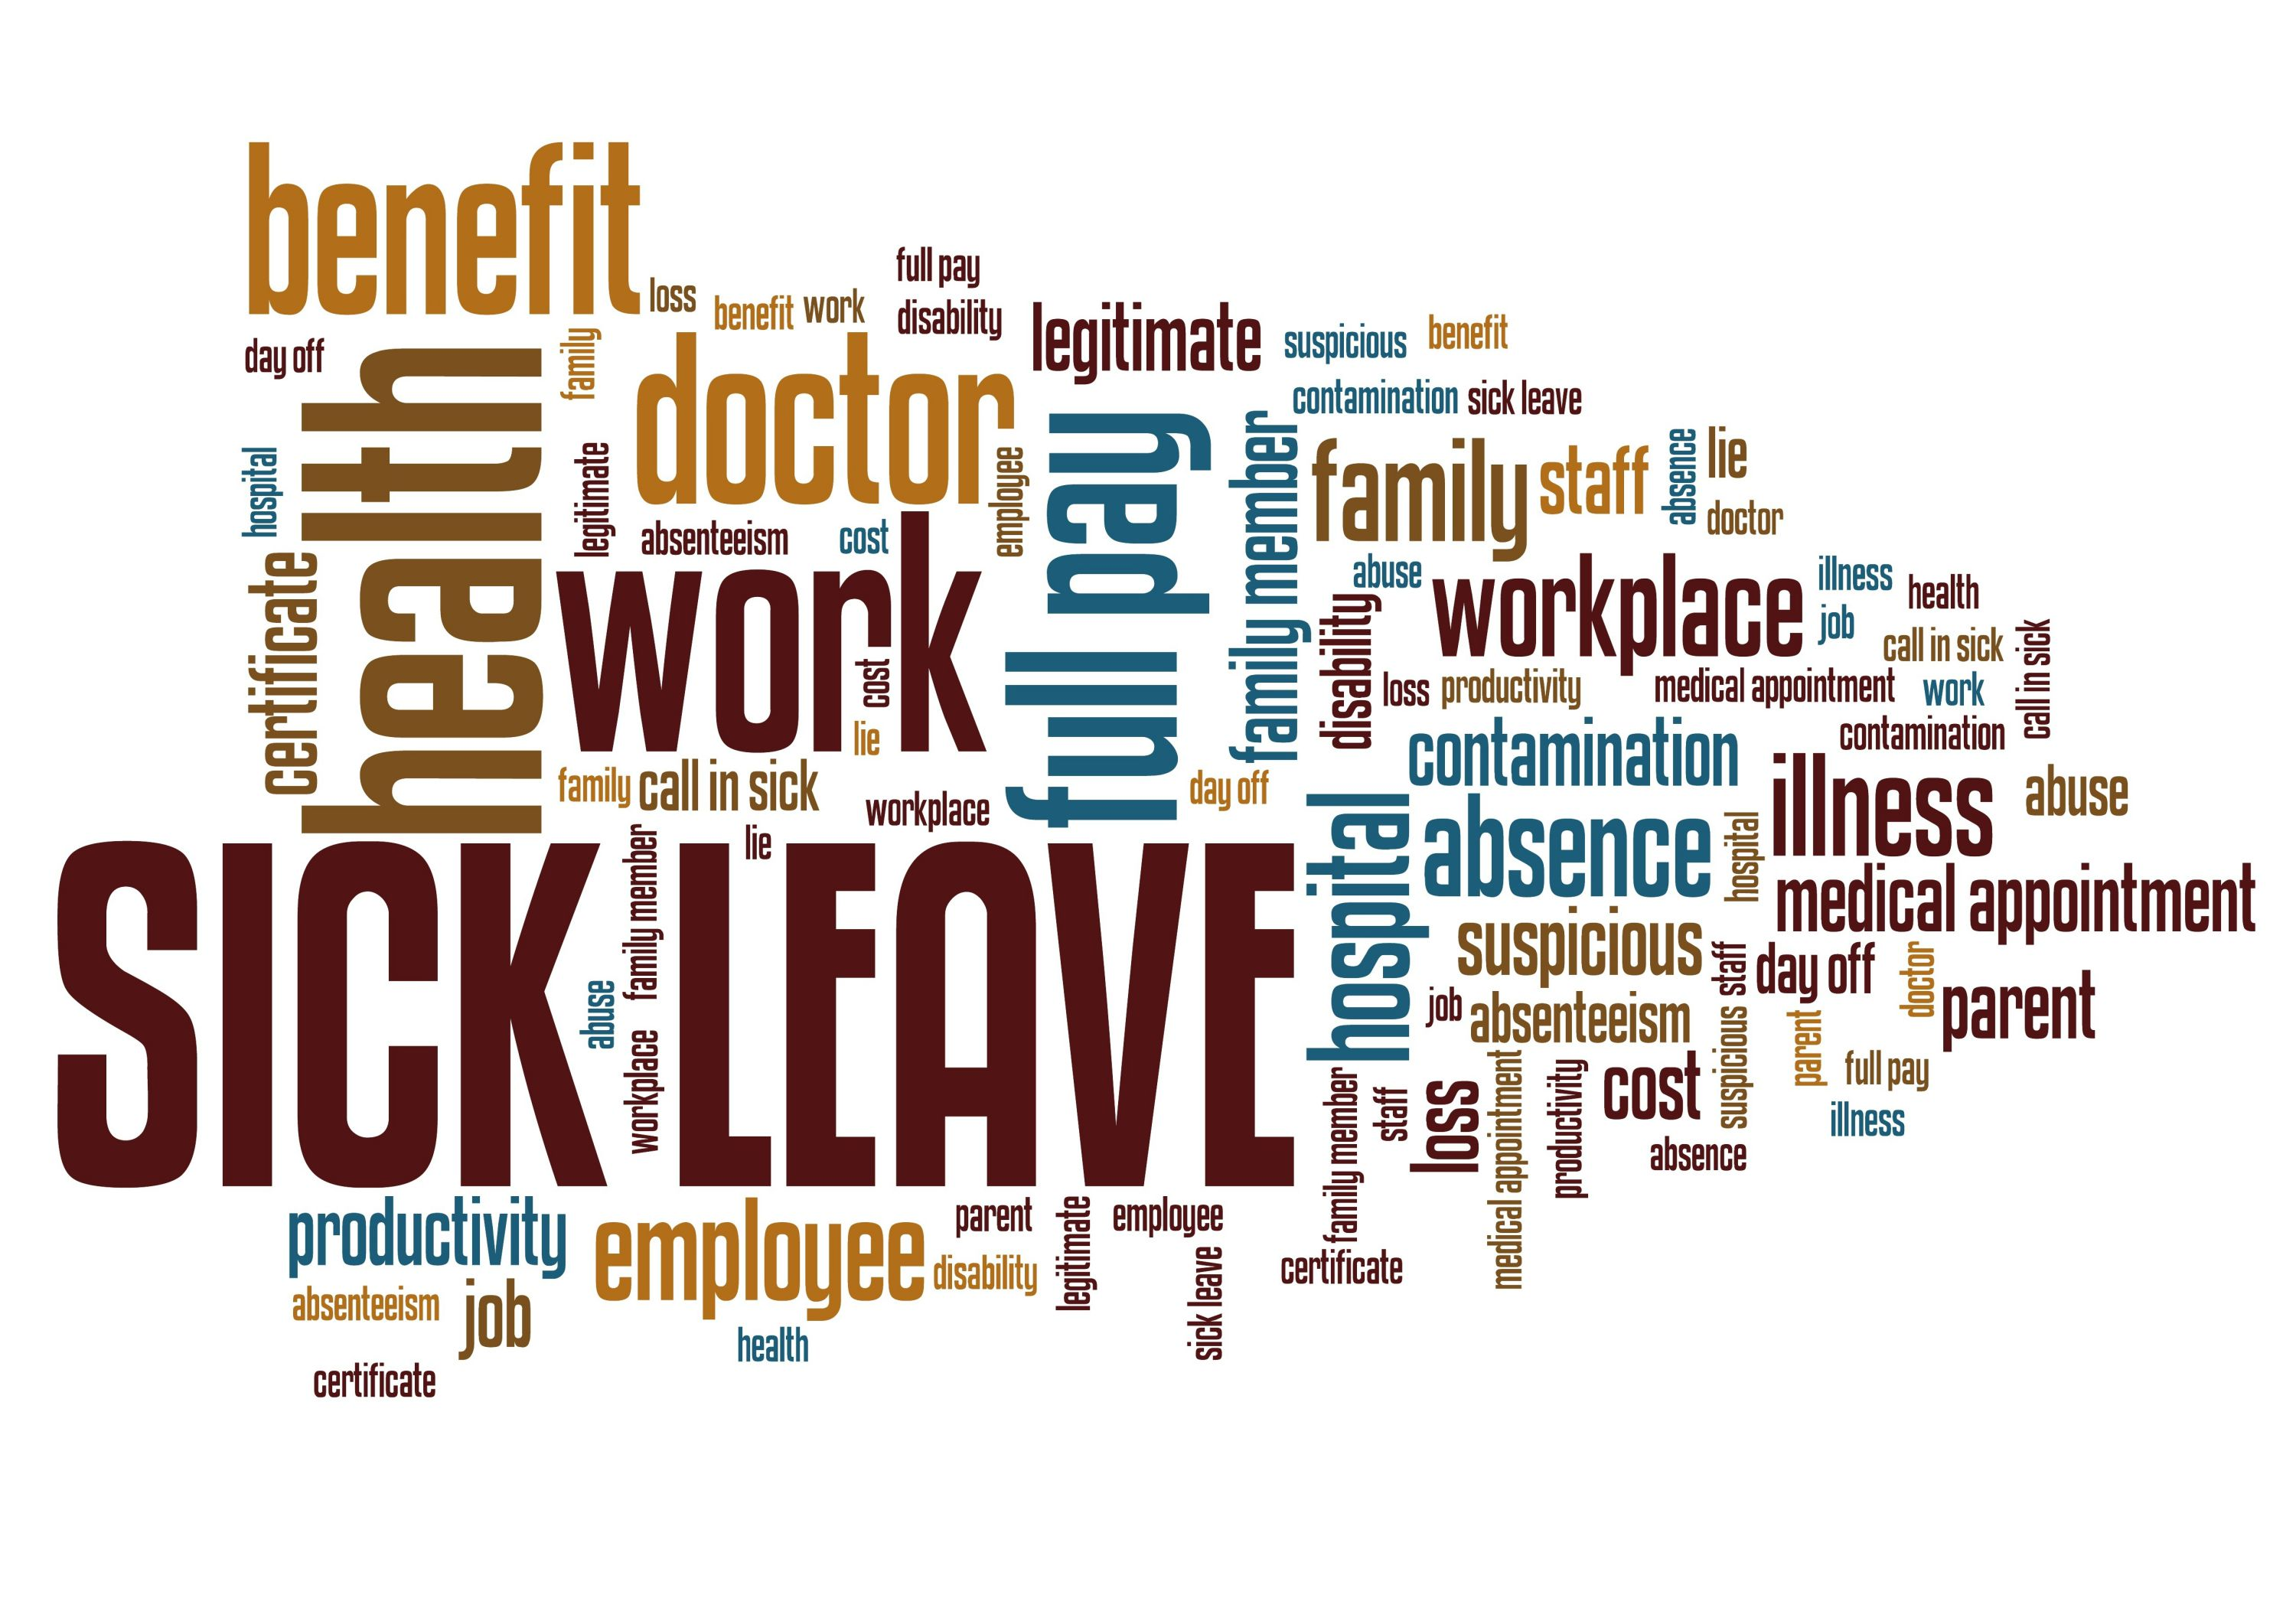 benefit
loss
benefit
work
full pay
disability
legitimate
suspicious
benefit
day off
family
doctor
contamination
sick leave
health
hospital
legitimate
employee
full pay
family member
family
staff
absence
lie
doctor
absenteeism
cost
certificate
work
cost
lie
abuse
workplace
illness
health
job
call in sick
call in sick
disability
loss
productivity
medical appointment
work
contamination
contamination
family
call in sick
workplace
day off
illness
abuse
lie
SICK LEAVE
family member
abuse
workplace
hospital
absence
hospital
medical appointment
suspicious
staff
day off
doctor
parent
job
absenteeism
suspicious
parent
full pay
illness
family member
staff
loss
medical appointment
productivity
cost
absence
productivity
employee
parent
disability
legitimate
employee
sick leave
certificate
absenteeism
job
health
certificate